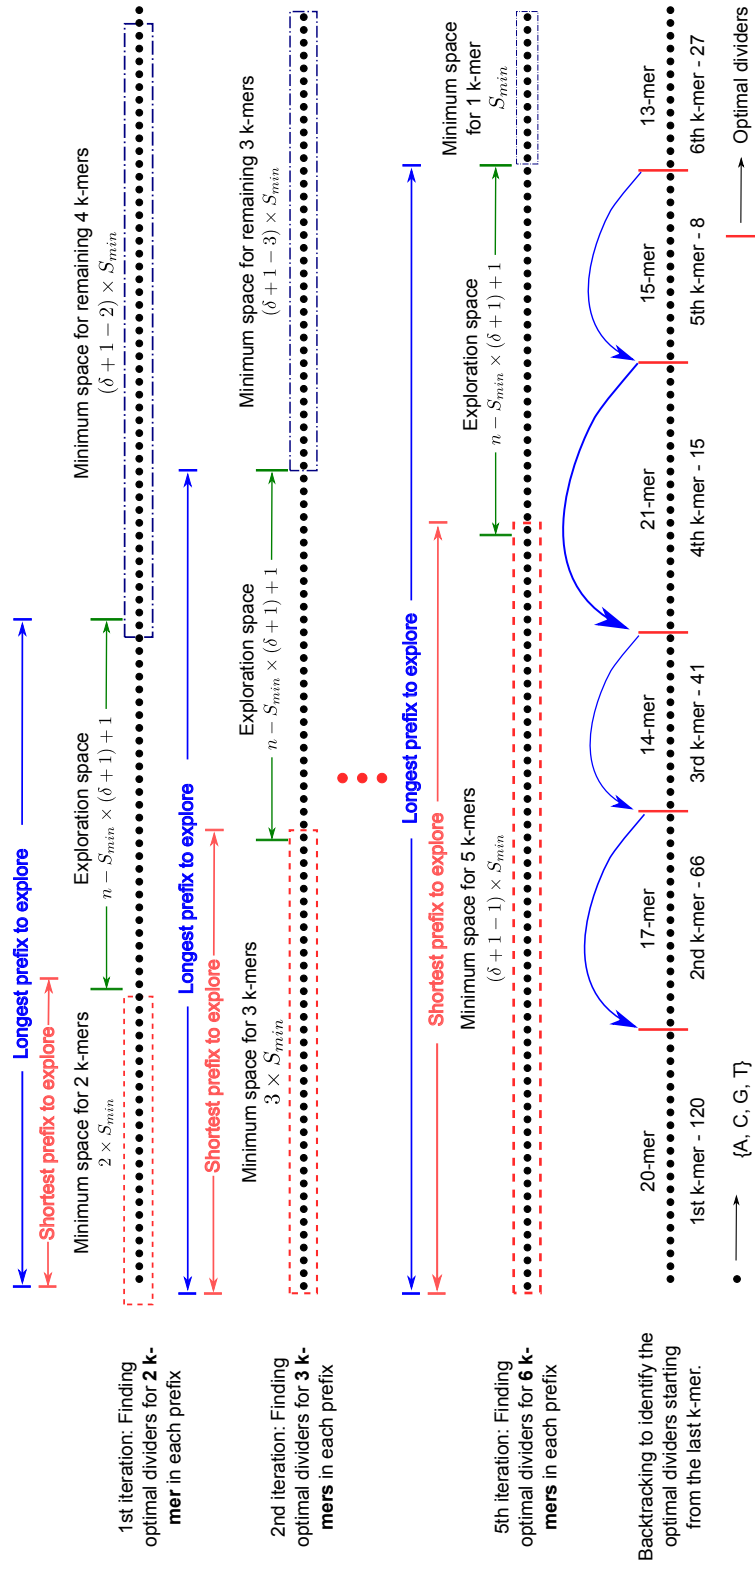 Longest prefix to explore
Shortest prefix to explore
Minimum space for 2 k-mers
2 × S_min
Exploration space
n − S_min × (δ + 1) + 1
Minimum space for remaining 4 k-mers
(δ + 1 − 2) × S_min
1st iteration: Finding
optimal dividers for 2 k-
mer in each prefix
Longest prefix to explore
Shortest prefix to explore
Minimum space for 3 k-mers
3 × S_min
Exploration space
n − S_min × (δ + 1) + 1
Minimum space for remaining 3 k-mers
(δ + 1 − 3) × S_min
2nd iteration: Finding
optimal dividers for 3 k-
mers in each prefix
Longest prefix to explore
Shortest prefix to explore
Minimum space for 5 k-mers
(δ + 1 − 1) × S_min
Exploration space
n − S_min × (δ + 1) + 1
Minimum space
for 1 k-mer
S_min
5th iteration: Finding
optimal dividers for 6 k-
mers in each prefix
Backtracking to identify the
optimal dividers starting
from the last k-mer.
20-mer
17-mer
14-mer
21-mer
15-mer
13-mer
1st k-mer - 120
2nd k-mer - 66
3rd k-mer - 41
4th k-mer - 15
5th k-mer - 8
6th k-mer - 27
{A, C, G, T}
Optimal dividers